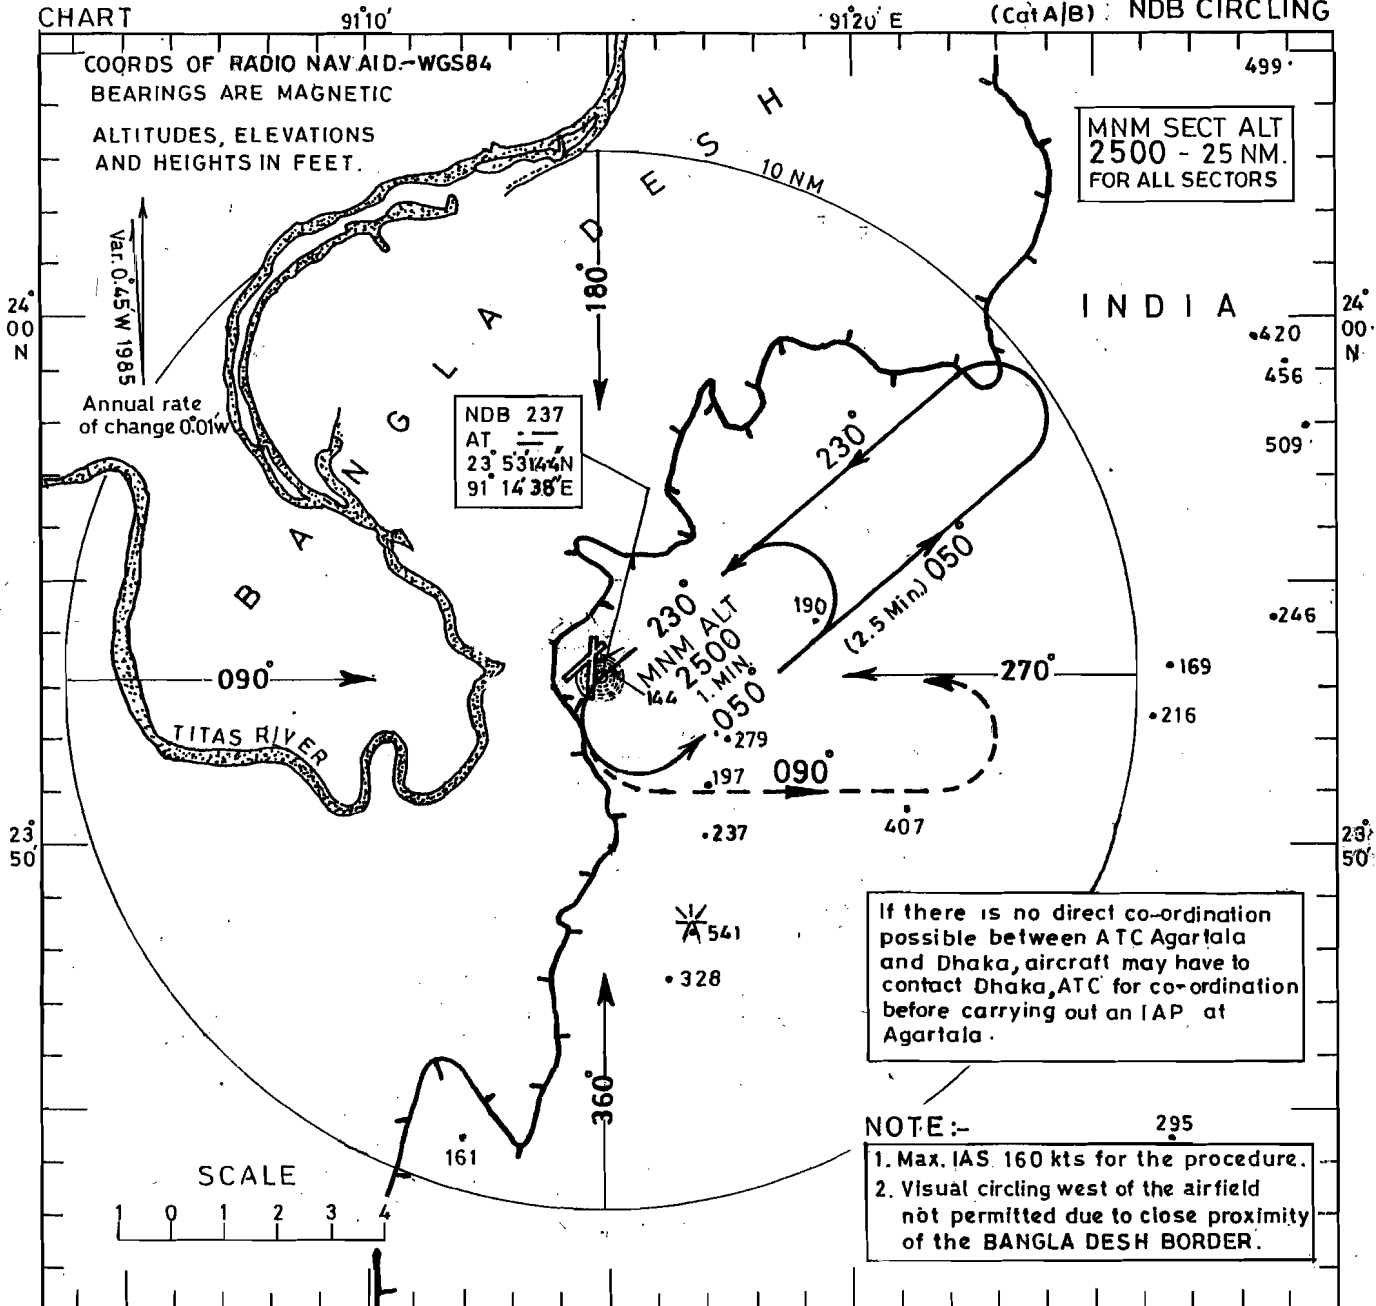 CHART
91°10'
91°20' E
(Cat A/B) : NDB CIRCLING
COORDS OF RADIO NAV.AID.-WGS84
BEARINGS ARE MAGNETIC
ALTITUDES, ELEVATIONS
AND HEIGHTS IN FEET.
499
MNM SECT ALT
2500 - 25 NM.
FOR ALL SECTORS
10 NM
BANGLA DESH
INDIA
Var. 0.°45'W 1985
Annual rate
of change 0°01'W
24°
00
N
24°
00'
N
180°
420
456
509
NDB 237
AT
91° 14' 38"E
230°
050°
(2.5 Min.)
190
246
230°
MNM ALT
2500
1. MIN
050°
144
090°
270°
169
216
TITAS RIVER
279
197
090°
407
237
23°
50'
23°
50'
541
328
If there is no direct co-ordination
possible between ATC Agartala
and Dhaka, aircraft may have to
contact Dhaka, ATC for co-ordination
before carrying out an IAP at
Agartala.
360°
161
295
NOTE:-
1. Max. IAS 160 kts for the procedure.
2. Visual circling west of the airfield
not permitted due to close proximity
of the BANGLA DESH BORDER.
SCALE
1 0 1 2 3 4